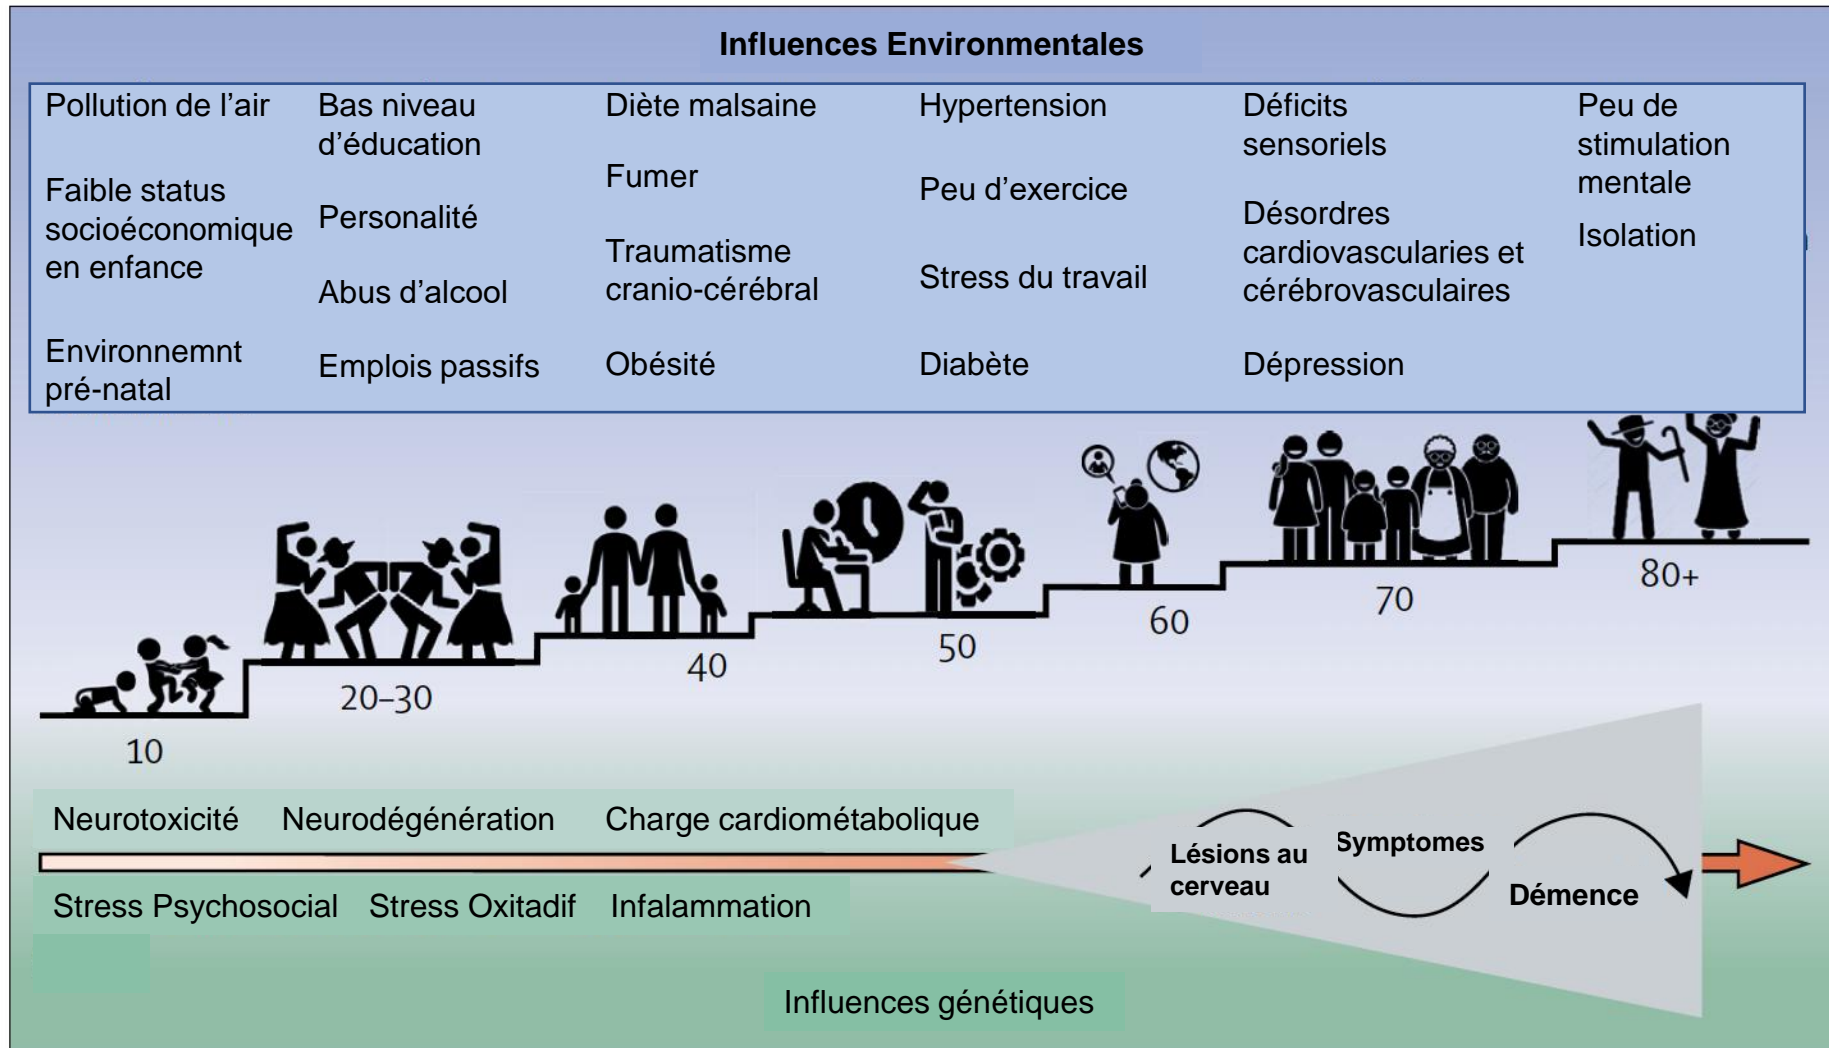 Influences Environmentales
Pollution de l'air
Faible status
socioéconomique
en enfance
Environnemnt
pré-natal
Bas niveau
d'éducation
Personalité
Abus d'alcool
Emplois passifs
Diète malsaine
Fumer
Traumatisme
cranio-cérébral
Obésité
Hypertension
Peu d'exercice
Stress du travail
Diabète
Déficits
sensoriels
Désordres
cardiovascularies et
cérébrovasculaires
Dépression
Peu de
stimulation
mentale
Isolation
10
20–30
40
50
60
70
80+
Neurotoxicité
Neurodégénération
Charge cardiométabolique
Stress Psychosocial
Stress Oxitadif
Infalammation
Lésions au
cerveau
Symptomes
Démence
Influences génétiques